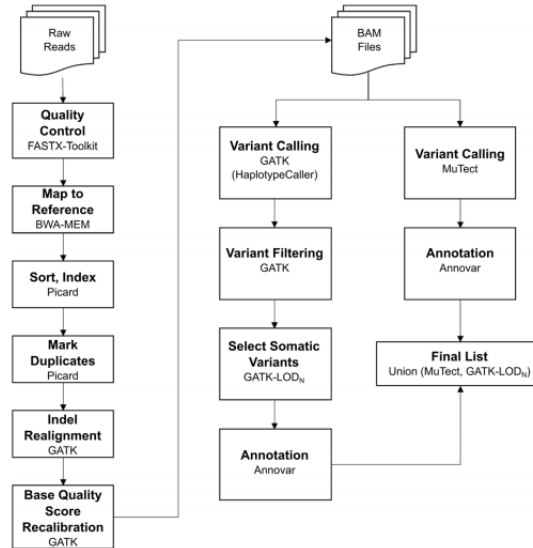 Raw
Reads
Quality
Control
FASTX-Toolkit
Map to
Reference
BWA-MEM
Sort, Index
Picard
Mark
Duplicates
Picard
Indel
Realignment
GATK
Base Quality
Score
Recalibration
GATK
BAM
Files
Variant Calling
GATK
(HaplotypeCaller)
Variant Filtering
GATK
Select Somatic
Variants
GATK-LODN
Annotation
Annovar
Variant Calling
MuTect
Annotation
Annovar
Final List
Union (MuTect, GATK-LODN)